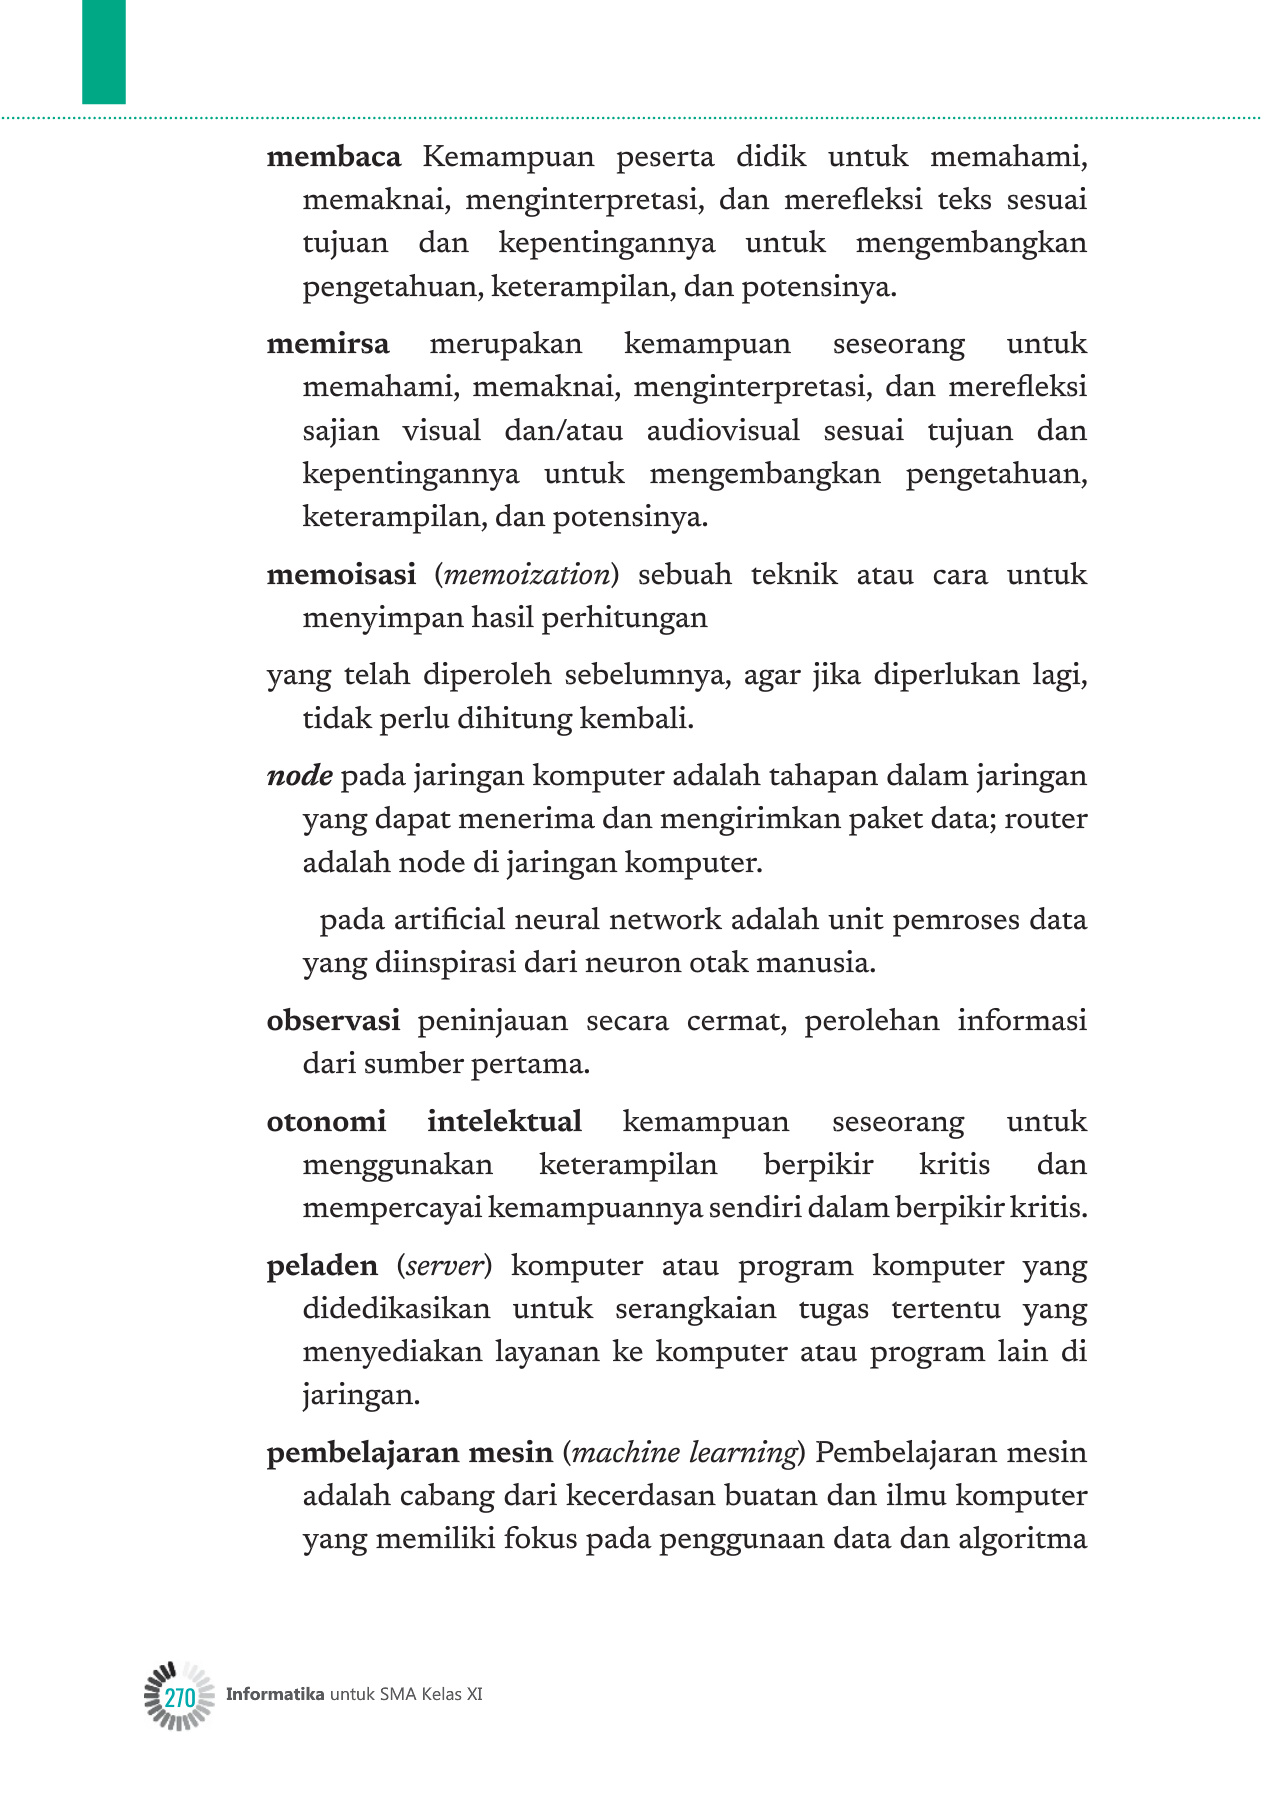 membaca Kemampuan peserta didik untuk memahami,
memaknai, menginterpretasi, dan merefleksi teks sesuai
tujuan dan kepentingannya untuk mengembangkan
pengetahuan, keterampilan, dan potensinya.
memirsa merupakan kemampuan seseorang untuk
memahami, memaknai, menginterpretasi, dan merefleksi
sajian visual dan/atau audiovisual sesuai tujuan dan
kepentingannya untuk mengembangkan pengetahuan,
keterampilan, dan potensinya.
memoisasi (memoization) sebuah teknik atau cara untuk
menyimpan hasil perhitungan
yang telah diperoleh sebelumnya, agar jika diperlukan lagi,
tidak perlu dihitung kembali.
node pada jaringan komputer adalah tahapan dalam jaringan
yang dapat menerima dan mengirimkan paket data; router
adalah node di jaringan komputer.
pada artificial neural network adalah unit pemroses data
yang diinspirasi dari neuron otak manusia.
observasi peninjauan secara cermat, perolehan informasi
dari sumber pertama.
otonomi intelektual kemampuan seseorang untuk
menggunakan keterampilan berpikir kritis dan
mempercayai kemampuannya sendiri dalam berpikir kritis.
peladen (server) komputer atau program komputer yang
didedikasikan untuk serangkaian tugas tertentu yang
menyediakan layanan ke komputer atau program lain di
jaringan.
pembelajaran mesin (machine learning) Pembelajaran mesin
adalah cabang dari kecerdasan buatan dan ilmu komputer
yang memiliki fokus pada penggunaan data dan algoritma
270 Informatika untuk SMA Kelas XI